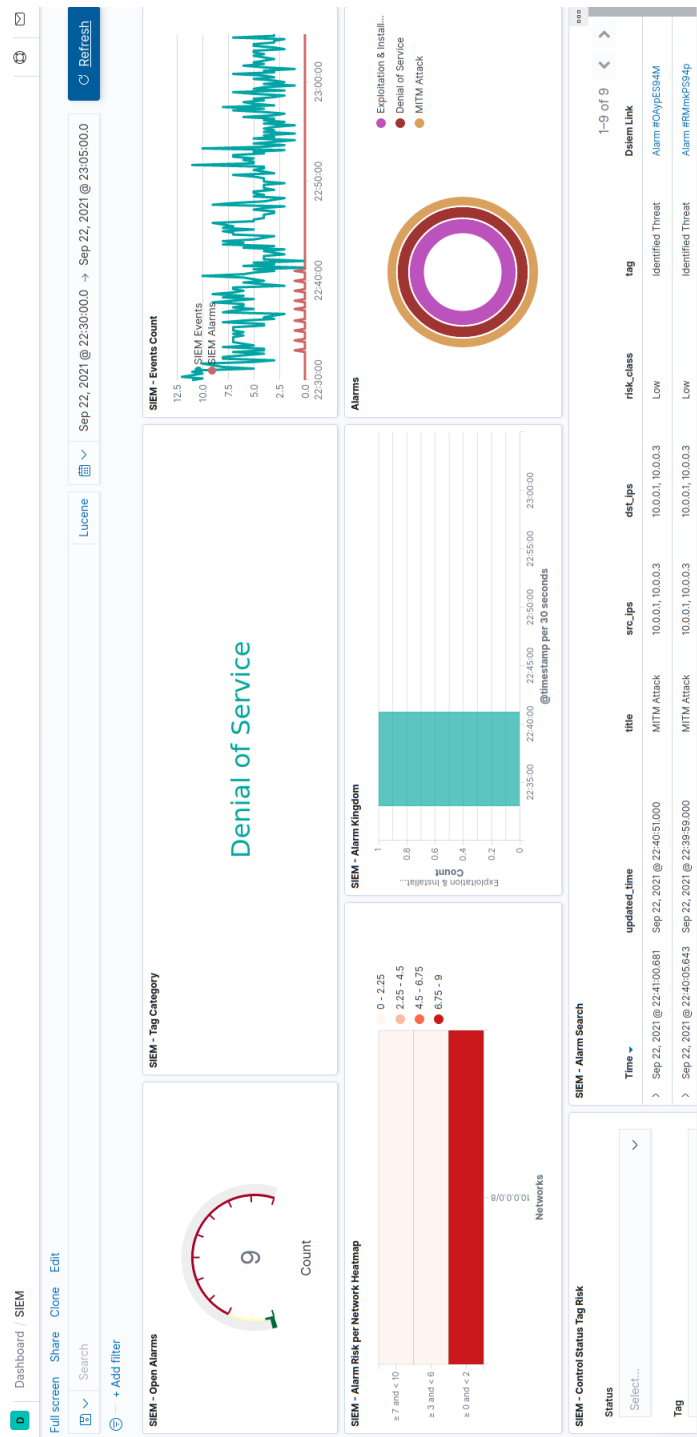 D Dashboard / SIEM
Full screen Share Clone Edit
Search Lucene Sep 22, 2021 @ 22:30:00.0 → Sep 22, 2021 @ 23:05:00.0 Refresh
+ Add filter
SIEM - Open Alarms
9
Count
SIEM - Tag Category
Denial of Service
SIEM - Events Count
12.5
10.0
7.5
5.0
2.5
0.0
SIEM Events
SIEM Alarms
22:30:00 22:40:00 22:50:00 23:00:00
SIEM - Alarm Risk per Network Heatmap
≥ 7 and < 10
≥ 3 and < 6
≥ 0 and < 2
10.0.0.0/8
Networks
0 - 2.25
2.25 - 4.5
4.5 - 6.75
6.75 - 9
SIEM - Alarm Kingdom
Exploitation & Installat...
Count
1
0.8
0.6
0.4
0.2
0
22:35:00 22:40:00 22:45:00 22:50:00 22:55:00 23:00:00
@timestamp per 30 seconds
Alarms
Exploitation & Install...
Denial of Service
MITM Attack
SIEM - Control Status Tag Risk
Status
Select...
Tag
SIEM - Alarm Search
1–9 of 9
Time updated_time title src_ips dst_ips risk_class tag Dsiem Link
Sep 22, 2021 @ 22:41:00.681 Sep 22, 2021 @ 22:40:51.000 MITM Attack 10.0.0.1, 10.0.0.3 10.0.0.1, 10.0.0.3 Low Identified Threat Alarm #OAypES94M
Sep 22, 2021 @ 22:40:05.643 Sep 22, 2021 @ 22:39:59.000 MITM Attack 10.0.0.1, 10.0.0.3 10.0.0.1, 10.0.0.3 Low Identified Threat Alarm #RMmkPS94p